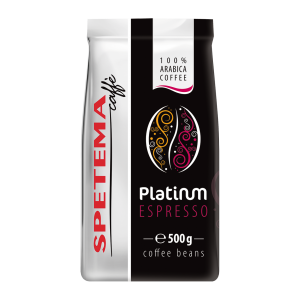 SPETEMA
caffè
100%
ARABICA
COFFEE
Platinum
ESPRESSO
℮ 500g
coffee beans